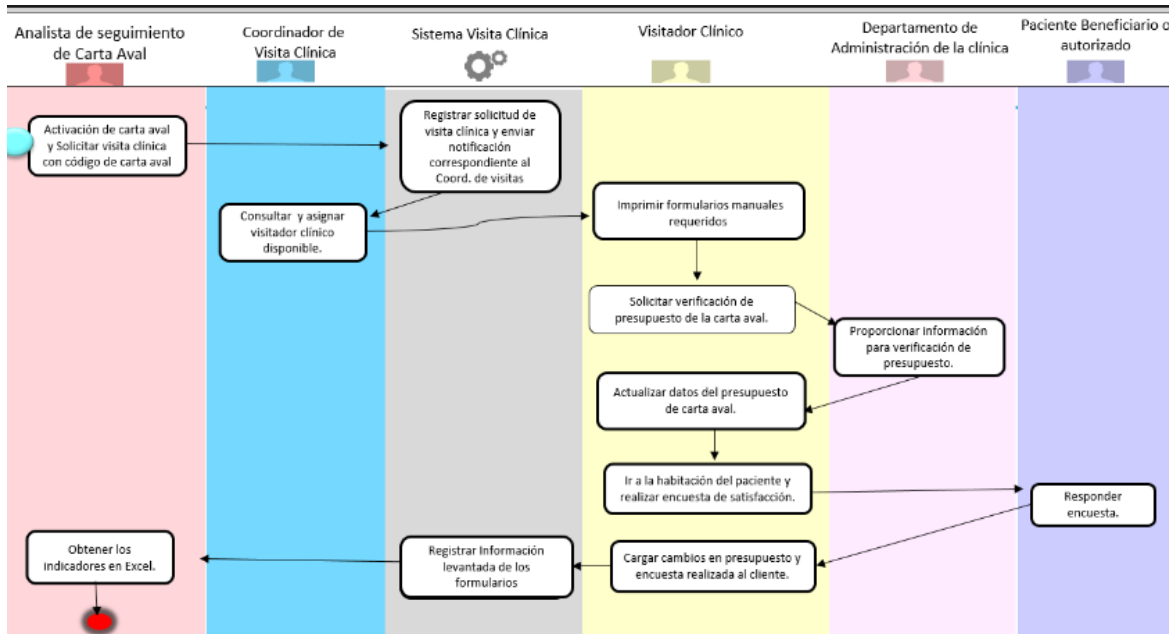 Analista de seguimiento
de Carta Aval
Coordinador de
Visita Clínica
Sistema Visita Clínica
Visitador Clínico
Departamento de
Administración de la clínica
Paciente Beneficiario o
autorizado
Activación de carta aval
y Solicitar visita clínica
con código de carta aval
Registrar solicitud de
visita clínica y enviar
notificación
correspondiente al
Coord. de visitas
Consultar y asignar
visitador clínico
disponible.
Imprimir formularios manuales
requeridos
Solicitar verificación de
presupuesto de la carta aval.
Proporcionar información
para verificación de
presupuesto.
Actualizar datos del presupuesto
de carta aval.
Ir a la habitación del paciente y
realizar encuesta de satisfacción.
Responder
encuesta.
Cargar cambios en presupuesto y
encuesta realizada al cliente.
Registrar Información
levantada de los
formularios
Obtener los
indicadores en Excel.